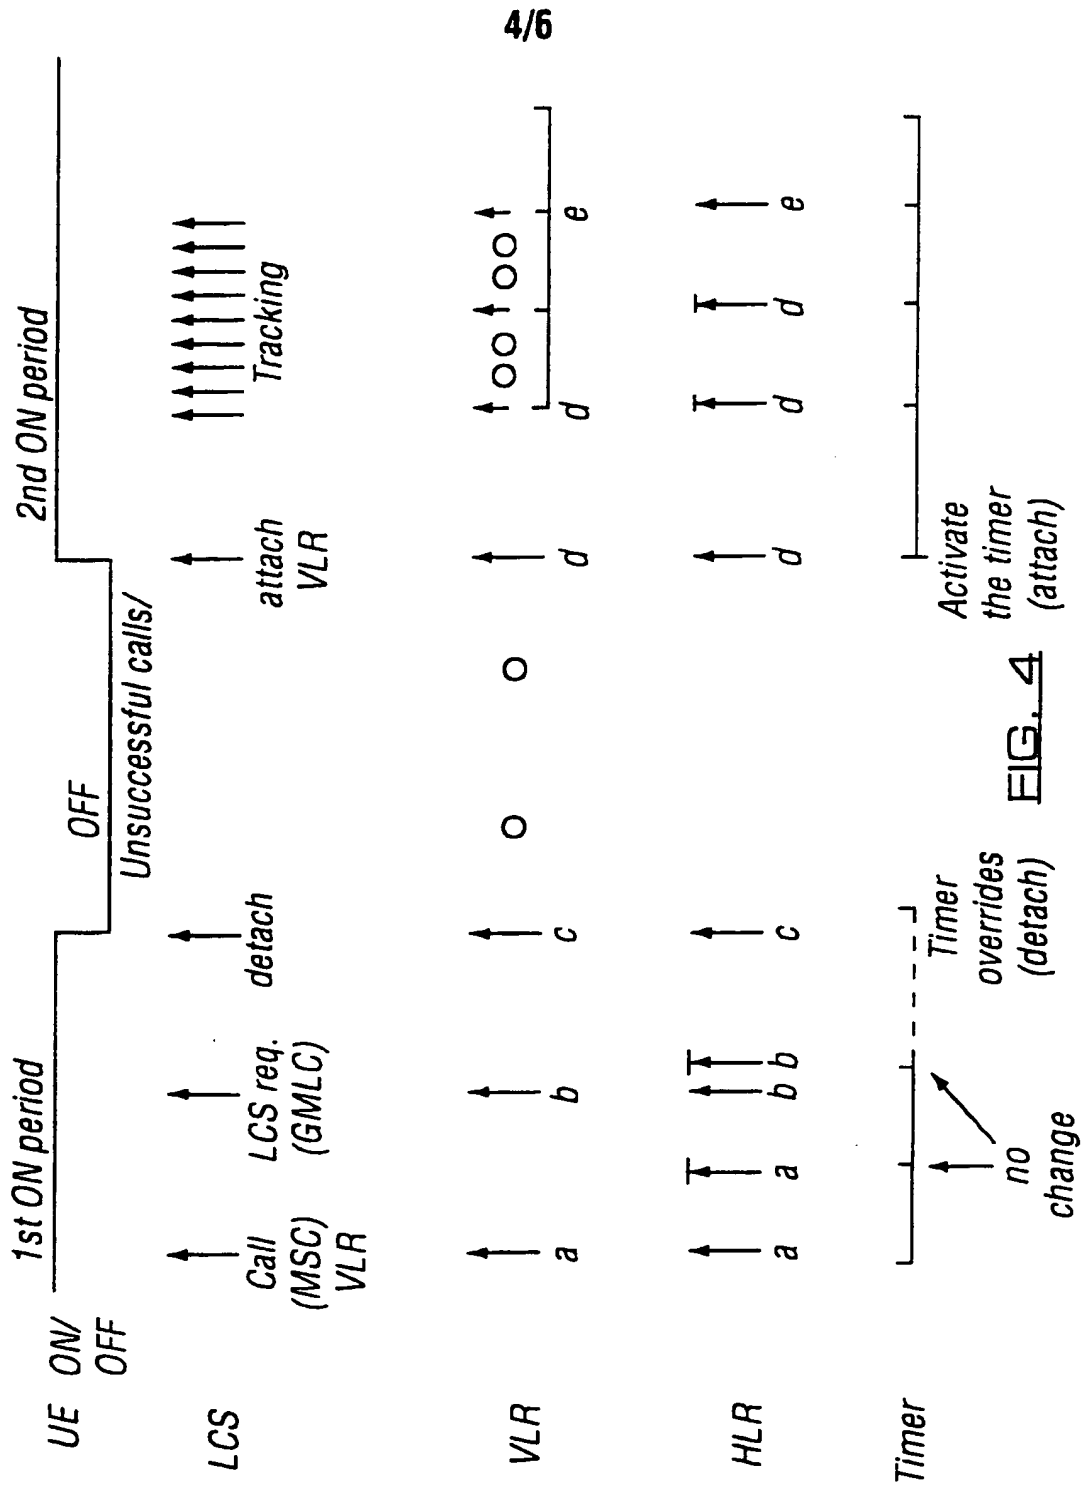 4/6
UE ON/
OFF
1st ON period
OFF
2nd ON period
Unsuccessful calls/
LCS
Call
(MSC)
VLR
LCS req.
(GMLC)
detach
attach
VLR
Tracking
VLR
a
b
c
d
d
e
HLR
a
a
b
b
c
d
d
d
e
Timer
no
change
Timer
overrides
(detach)
Activate
the timer
(attach)
FIG. 4